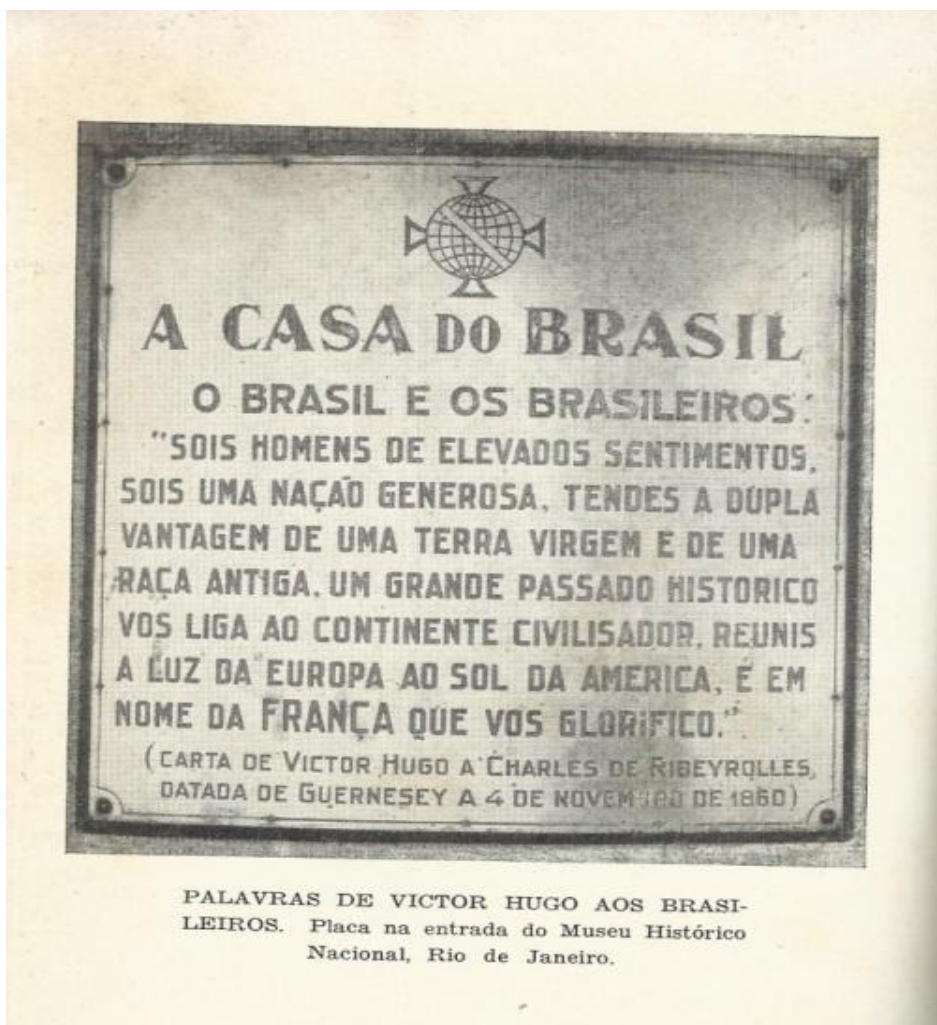 A CASA DO BRASIL
O BRASIL E OS BRASILEIROS:
"SOIS HOMENS DE ELEVADOS SENTIMENTOS,
SOIS UMA NAÇÃO GENEROSA. TENDES A DUPLA
VANTAGEM DE UMA TERRA VIRGEM E DE UMA
RAÇA ANTIGA. UM GRANDE PASSADO HISTORICO
VOS LIGA AO CONTINENTE CIVILISADOR. REUNIS
A LUZ DA EUROPA AO SOL DA AMERICA. É EM
NOME DA FRANÇA QUE VOS GLORIFICO."
(CARTA DE VICTOR HUGO A CHARLES DE RIBEYROLLES,
DATADA DE GUERNESEY A 4 DE NOVEMBRO DE 1860)
PALAVRAS DE VICTOR HUGO AOS BRASI-
LEIROS. Placa na entrada do Museu Histórico
Nacional, Rio de Janeiro.